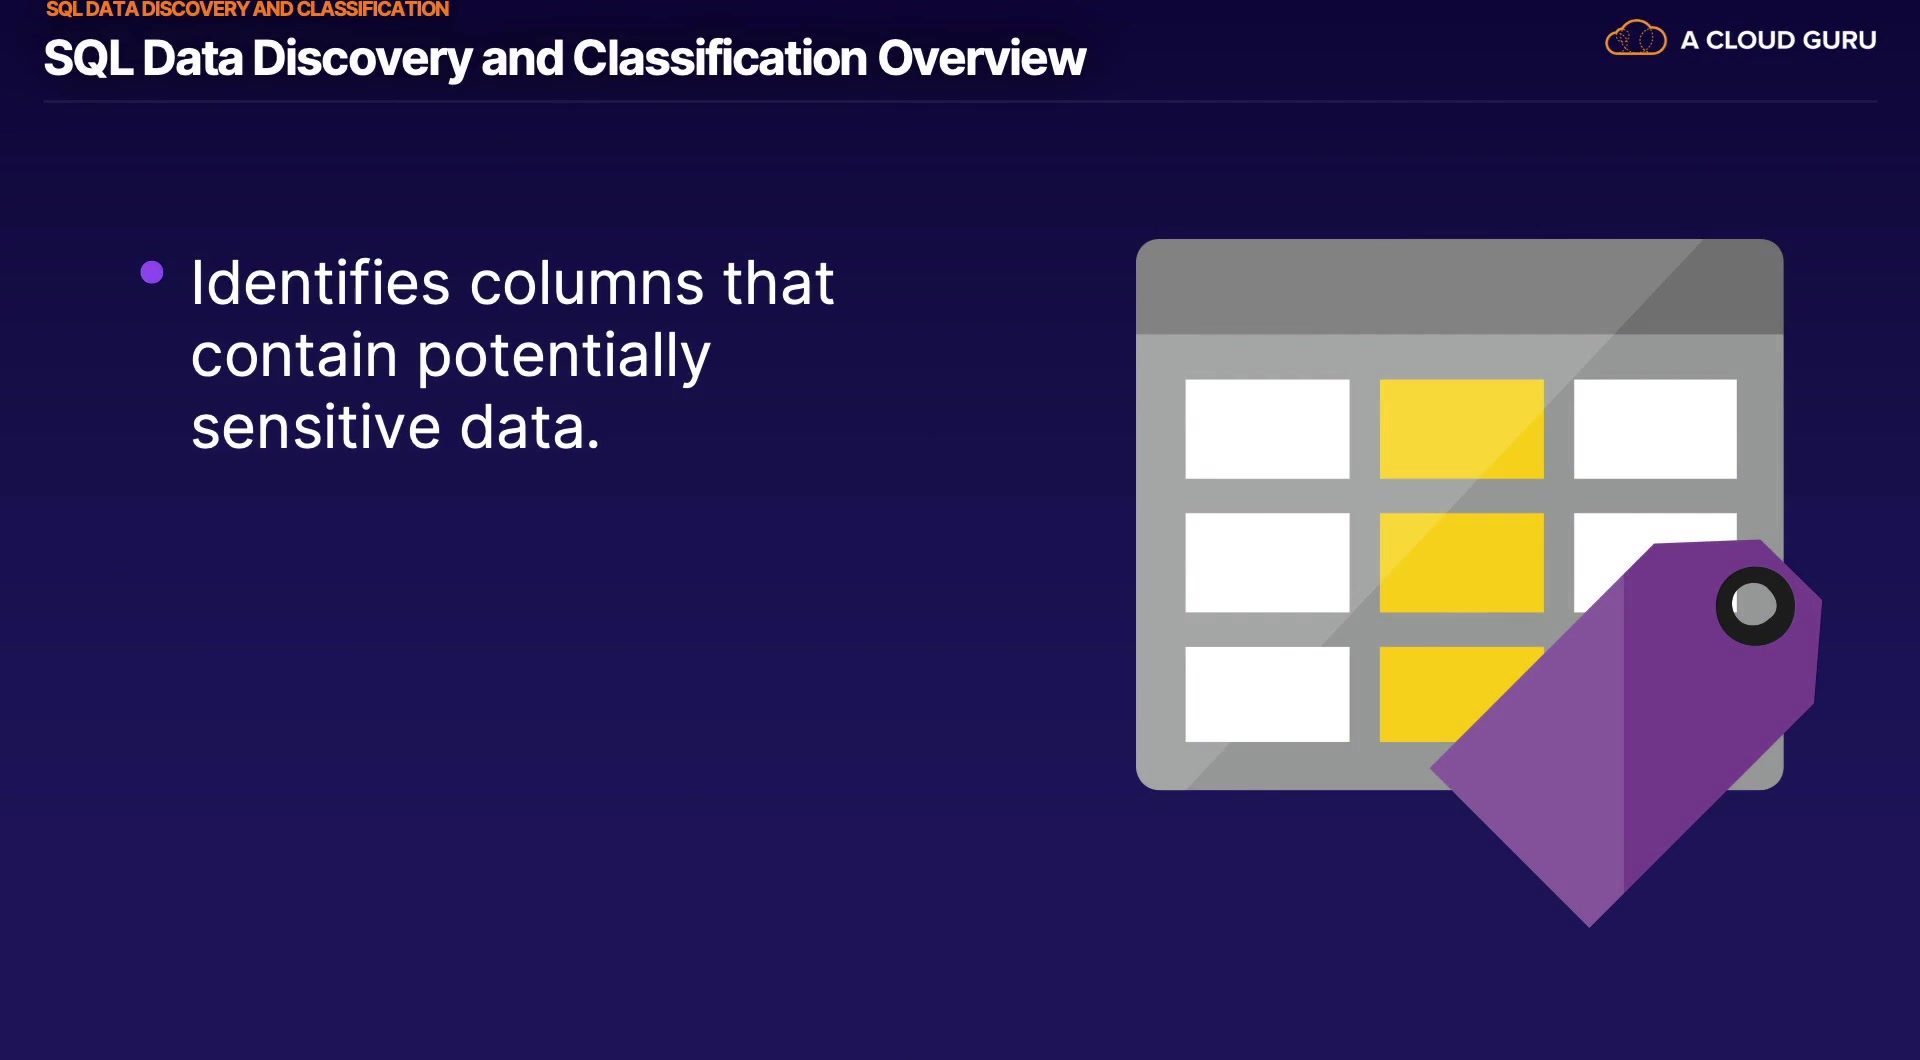 SQL DATA DISCOVERY AND CLASSIFICATION
SQL Data Discovery and Classification Overview
A CLOUD GURU
Identifies columns that
contain potentially
sensitive data.